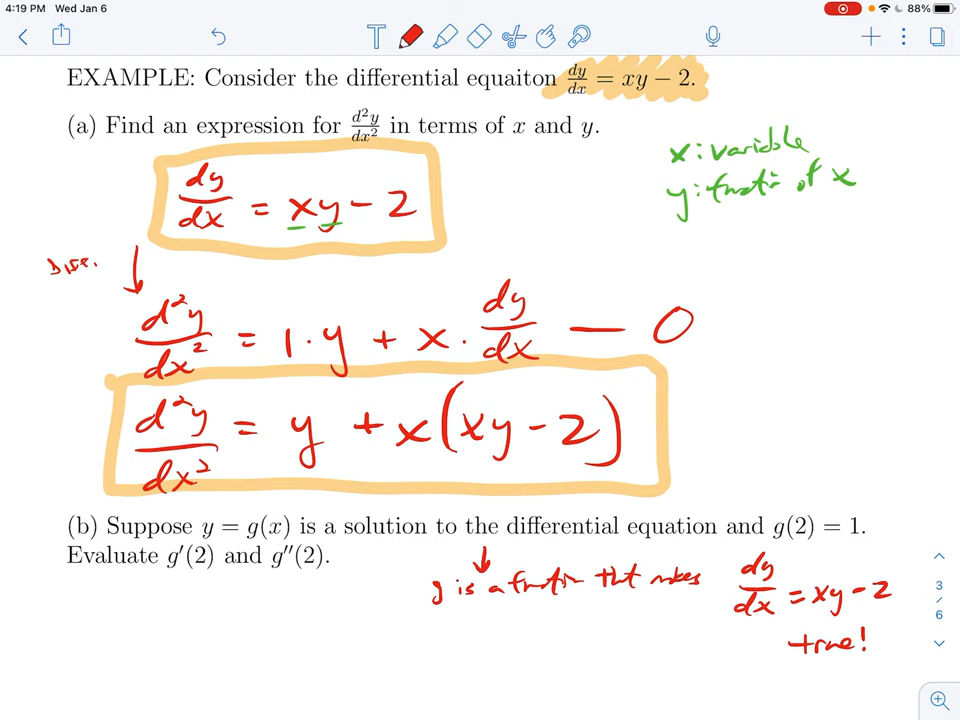 4:19 PM Wed Jan 6
88%
T
EXAMPLE: Consider the differential equaiton dy/dx = xy − 2.
(a) Find an expression for d²y/dx² in terms of x and y.
x: variable
y: function of x
dy/dx = xy − 2
Diff.
d²y/dx² = 1·y + x·dy/dx − 0
d²y/dx² = y + x(xy − 2)
(b) Suppose y = g(x) is a solution to the differential equation and g(2) = 1.
Evaluate g′(2) and g″(2).
g is a function that makes dy/dx = xy − 2
true!
3
/
6